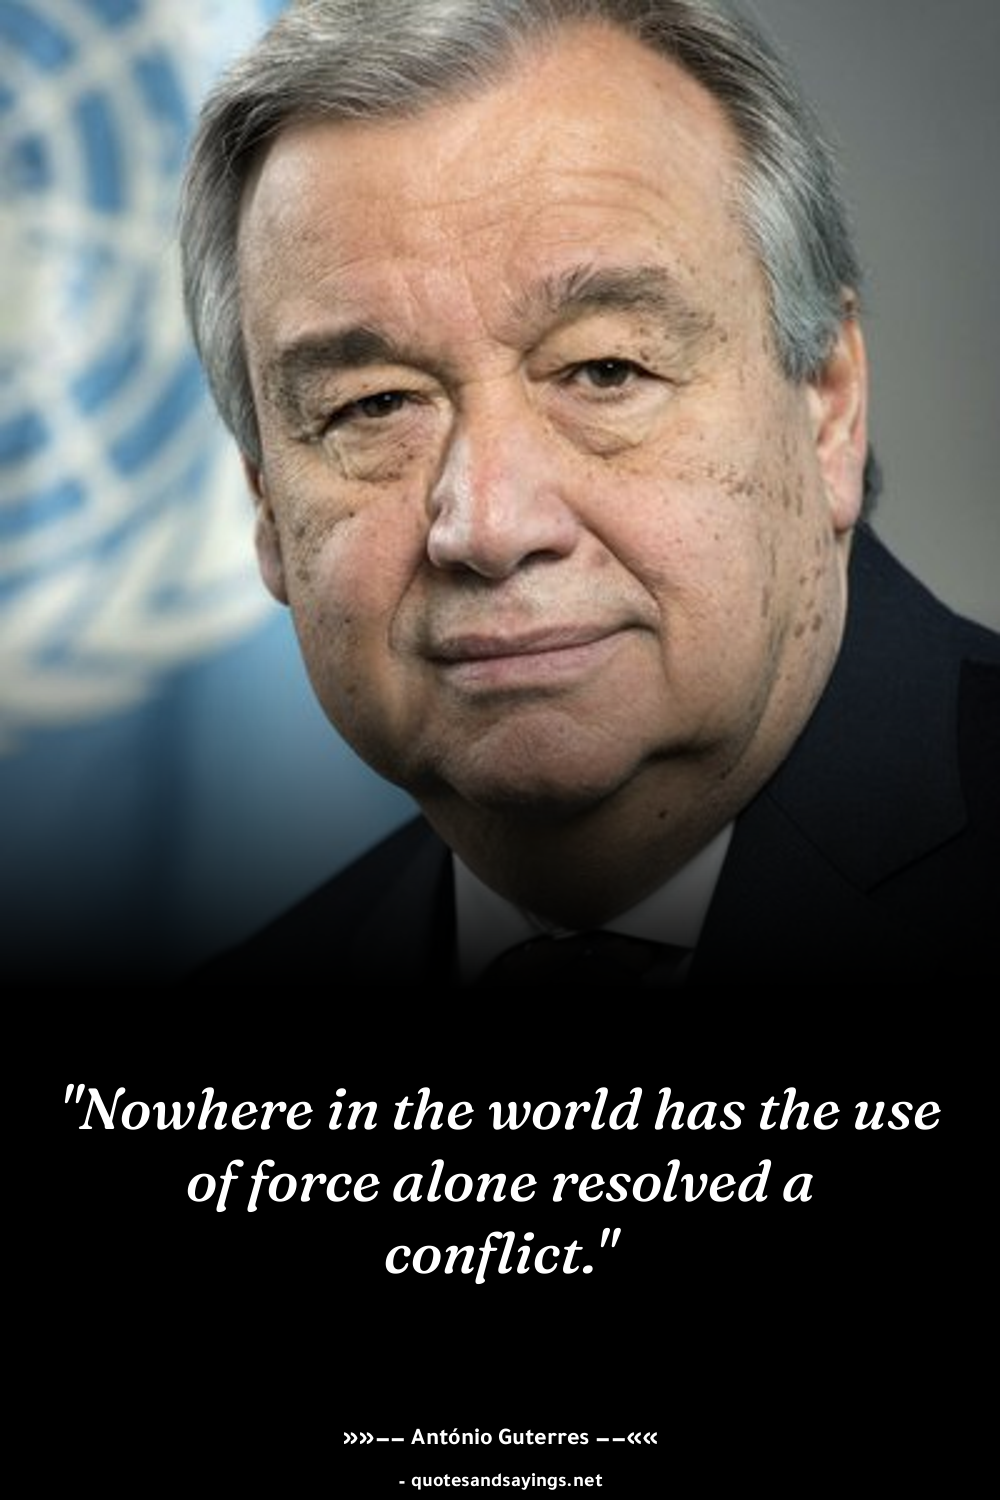 "Nowhere in the world has the use
of force alone resolved a
conflict."
»»−− António Guterres −−««
- quotesandsayings.net